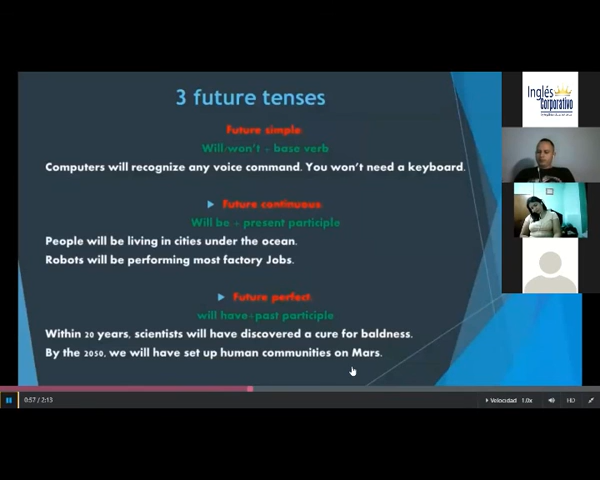 3 future tenses
Future simple
Will/won't + base verb
Computers will recognize any voice command. You won't need a keyboard.
Future continuous
Will be + present participle
People will be living in cities under the ocean.
Robots will be performing most factory Jobs.
Future perfect
will have+past participle
Within 20 years, scientists will have discovered a cure for baldness.
By the 2050, we will have set up human communities on Mars.
Inglés
Corporativo
0:57 / 2:13
Velocidad 1.0x
HD